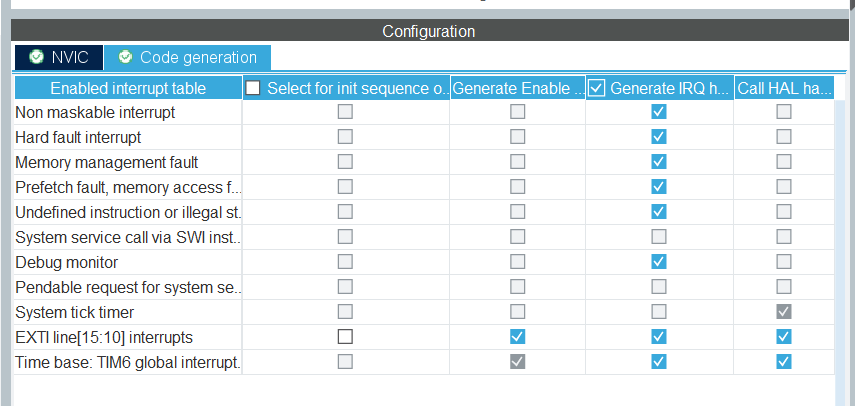 Configuration
NVIC Code generation
Enabled interrupt table Select for init sequence o.. Generate Enable ... Generate IRQ h... Call HAL ha...
Non maskable interrupt
Hard fault interrupt
Memory management fault
Prefetch fault, memory access f...
Undefined instruction or illegal st..
System service call via SWI inst...
Debug monitor
Pendable request for system se...
System tick timer
EXTI line[15:10] interrupts
Time base: TIM6 global interrupt...